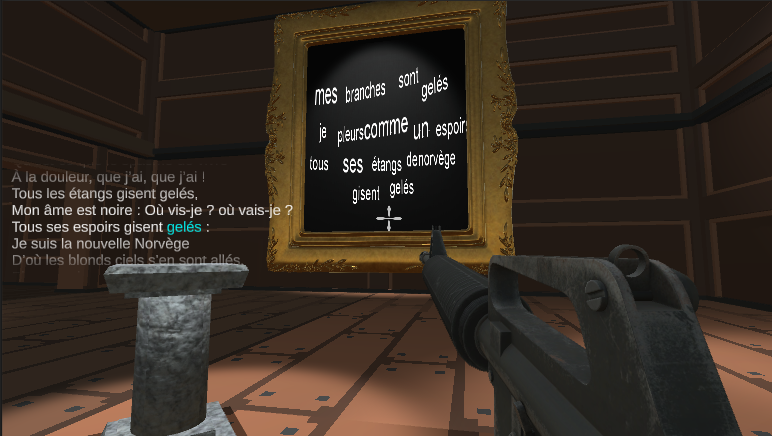 mes branches sont gelés
je pleurs comme un espoir
tous ses étangs de norvège
gisent gelés
À la douleur, que j'ai, que j'ai !
Tous les étangs gisent gelés,
Mon âme est noire : Où vis-je ? où vais-je ?
Tous ses espoirs gisent gelés :
Je suis la nouvelle Norvège
D'où les blonds ciels s'en sont allés.